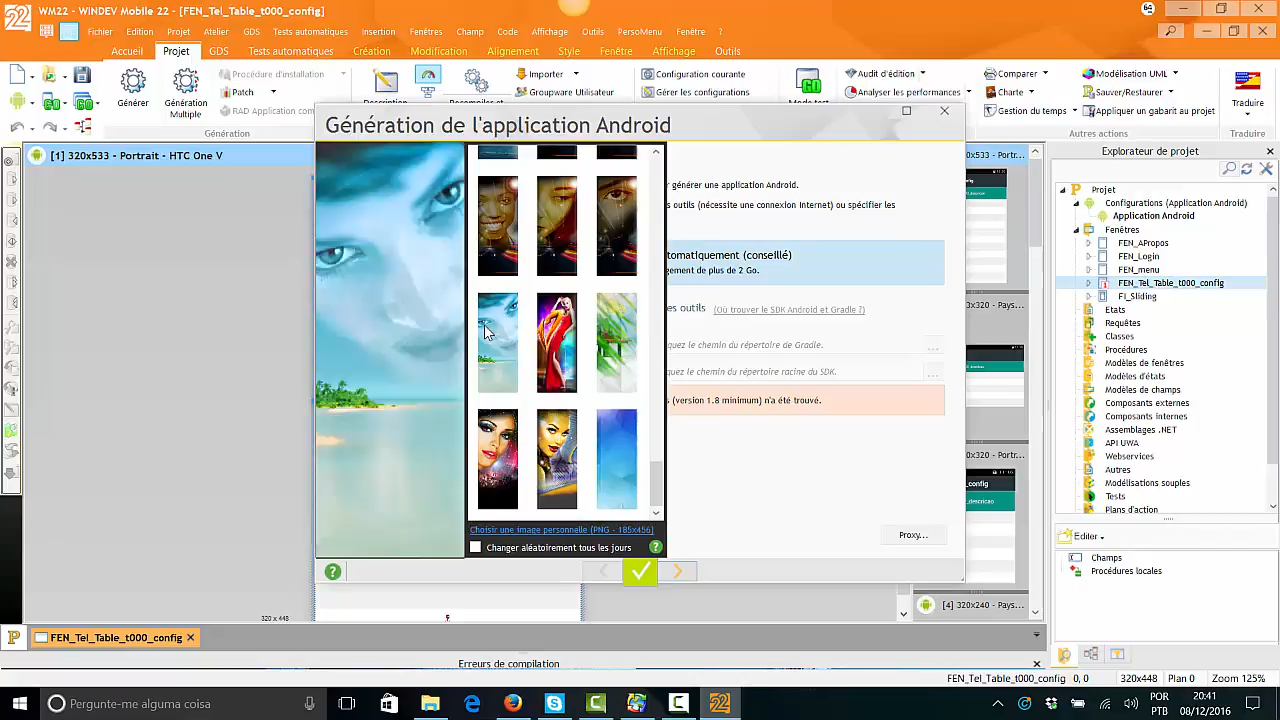 WM22 - WINDEV Mobile 22 - [FEN_Tel_Table_t000_config]
64
Fichier Edition Projet Atelier GDS Tests automatiques Insertion Fenêtres Champ Code Affichage Outils PersoMenu Fenêtre ?
Accueil Projet GDS Tests automatiques Création Modification Alignement Style Fenêtre Affichage Outils
Générer
Génération Multiple
Procédure d'installation
Patch
RAD Application com
Génération
Importer
Groupware Utilisateur
Configuration courante
Gérer les configurations
Audit d'édition
Analyser les performances
Comparer
Charte
Gestion du temps
Modélisation UML
Sauver/Restaurer
Appliquer un gabarit au projet
Autres actions
Traduire
Traduire
[1] 320x533 - Portrait - HTC One V
Génération de l'application Android
r générer une application Android.
s outils (nécessite une connexion Internet) ou spécifier les
tomatiquement (conseillé)
gement de plus de 2 Go.
es outils (Où trouver le SDK Android et Gradle ?)
quez le chemin du répertoire de Gradle.
...
quez le chemin du répertoire racine du SDK.
...
s (version 1.8 minimum) n'a été trouvé.
Choisir une image personnelle (PNG - 185x456)
Changer aléatoirement tous les jours
?
Proxy...
?
320 x 448
[4] 320x240 - Pays...
Explorateur de projet
Projet
Configurations (Application Android)
Application Android
Fenêtres
FEN_APropos
FEN_Login
FEN_menu
FEN_Tel_Table_t000_config
FI_Sliding
Etats
Requêtes
Classes
Procédures
Modèles de fenêtres
Modèles d'états
Modèles de champs
Composants externes
Composants internes
Assemblages .NET
API UWA
Webservices
Autres
Modélisations souples
Tests
Plans d'action
Editer
Champs
Procédures locales
FEN_Tel_Table_t000_config
Erreurs de compilation
FEN_Tel_Table_t000_config 0, 0 320x448 Plan 0 Zoom 125%
Pergunte-me alguma coisa
22
POR
PTB
20:41
08/12/2016